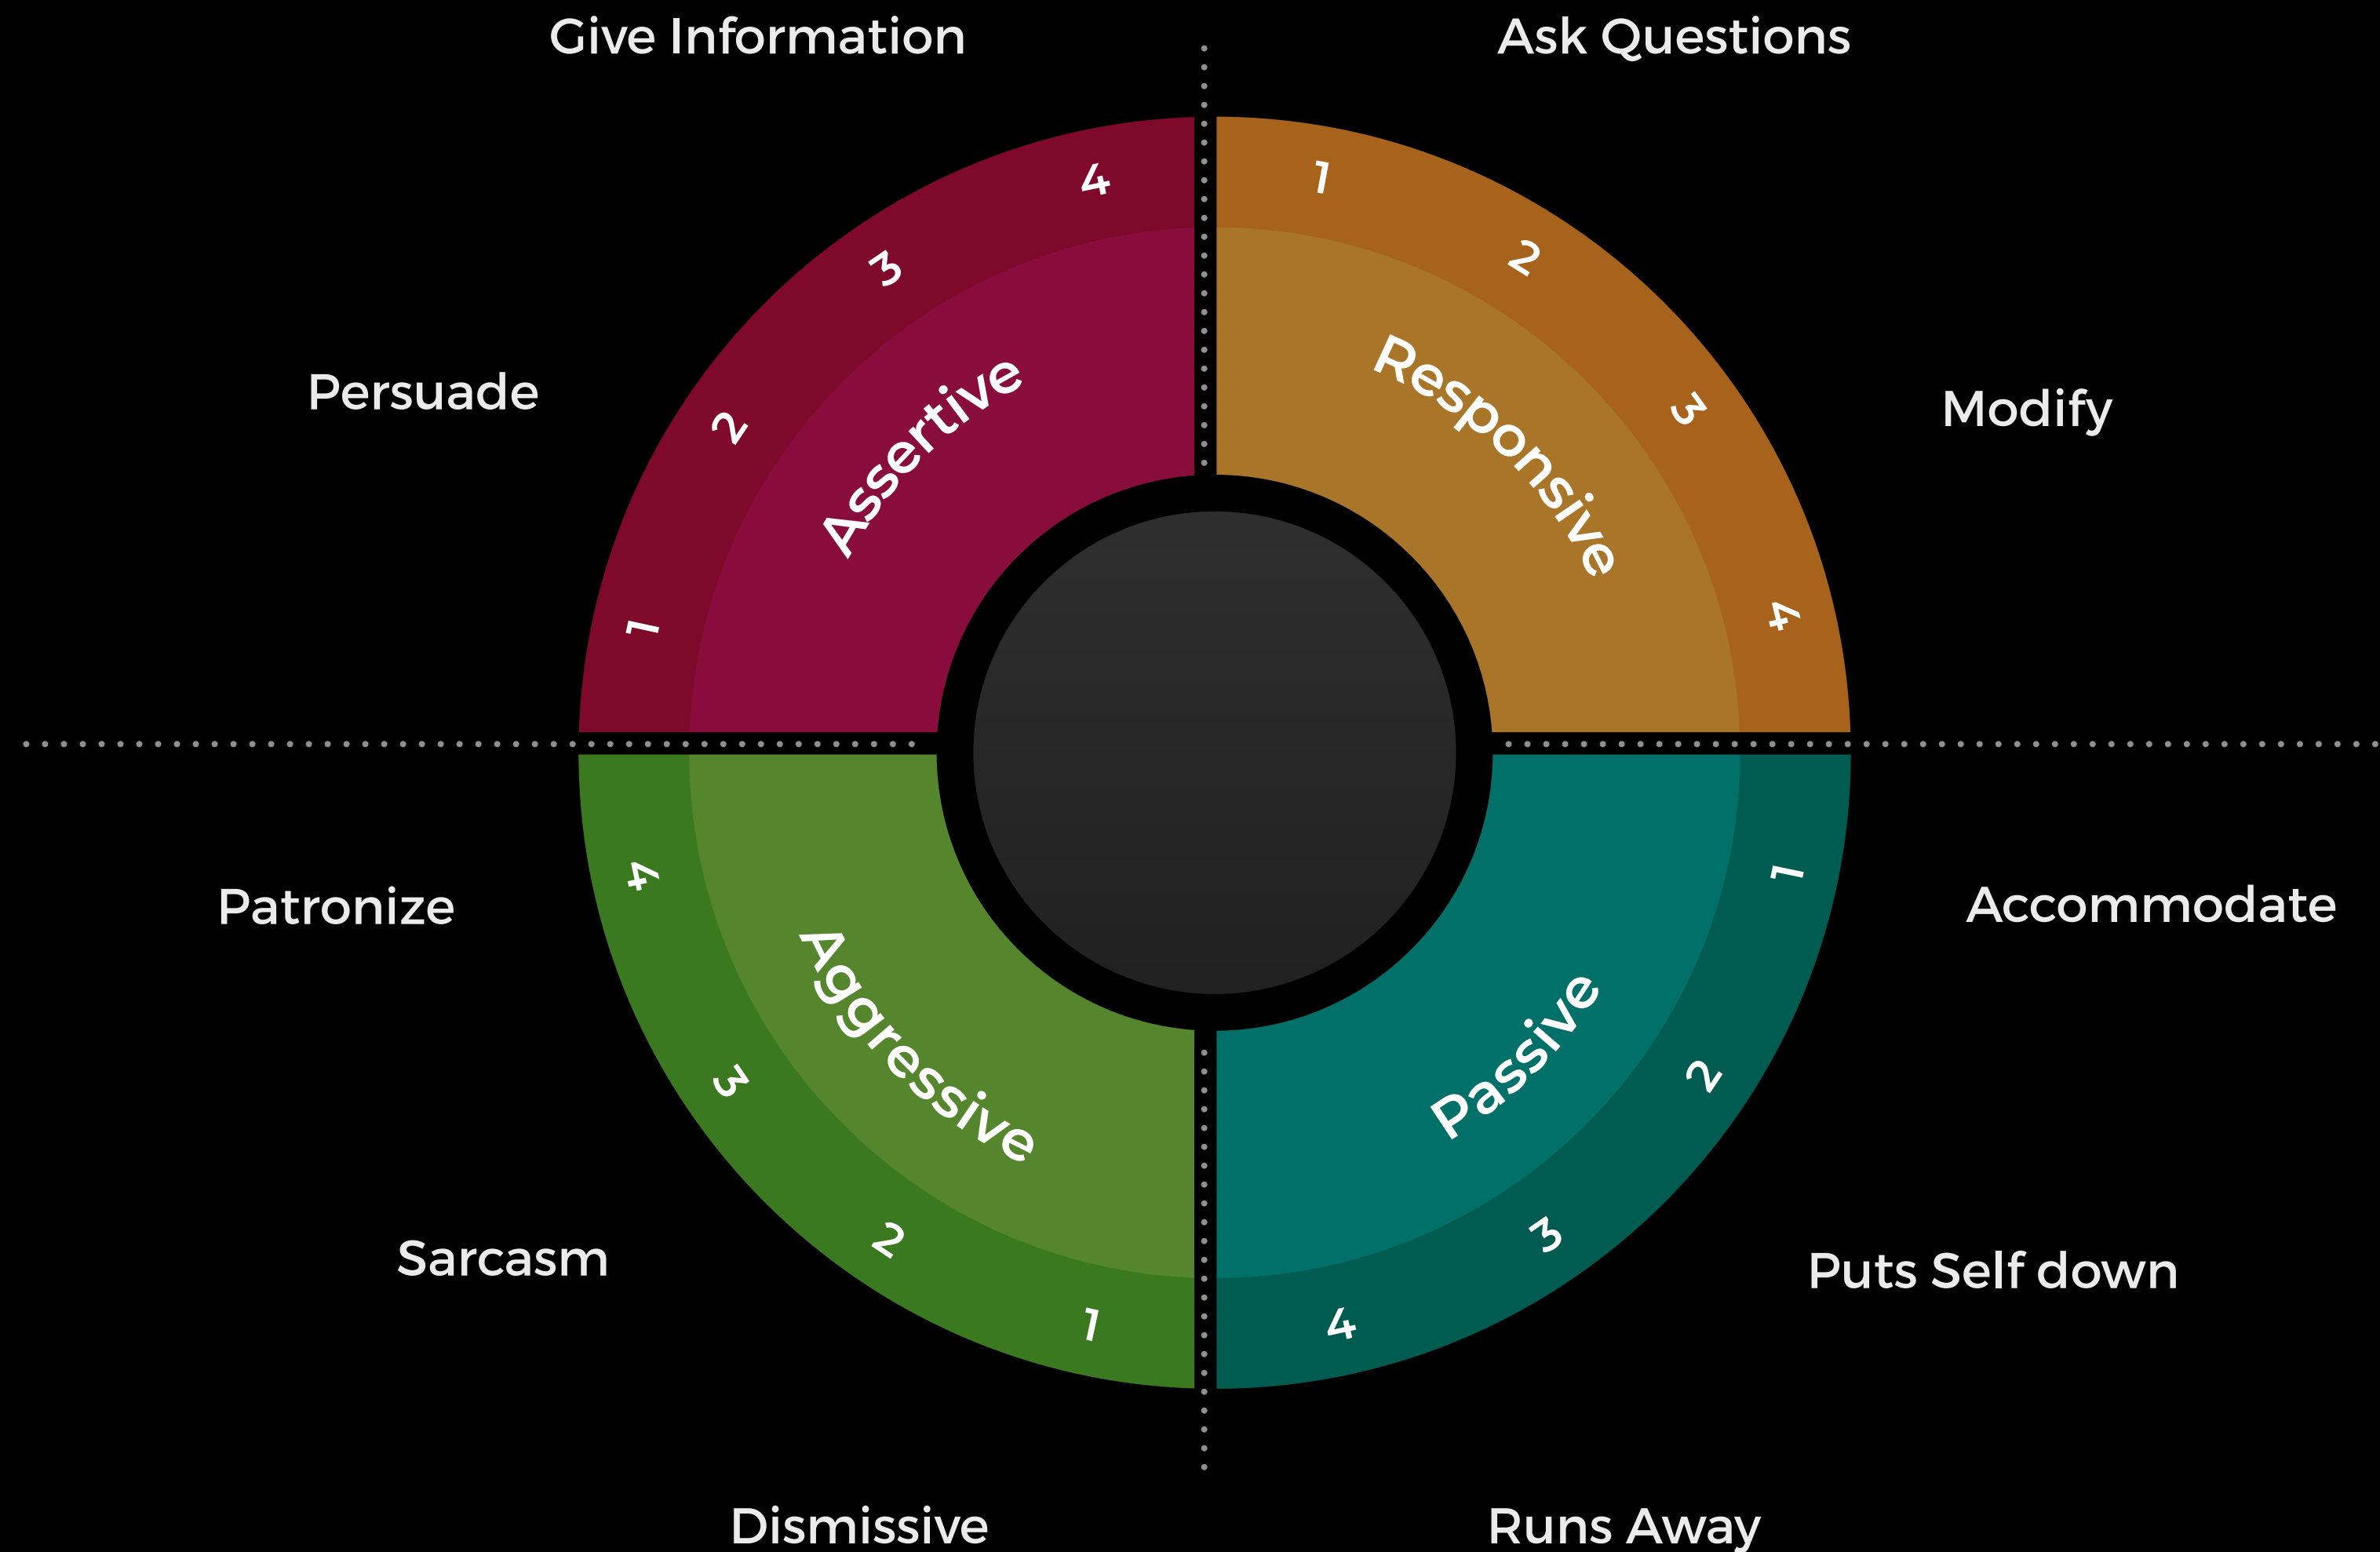 Give Information
Ask Questions
4
1
3
2
Persuade
2
Assertive
Responsive
3
Modify
1
4
Patronize
4
1
Accommodate
Aggressive
Passive
3
2
Sarcasm
2
3
Puts Self down
1
4
Dismissive
Runs Away